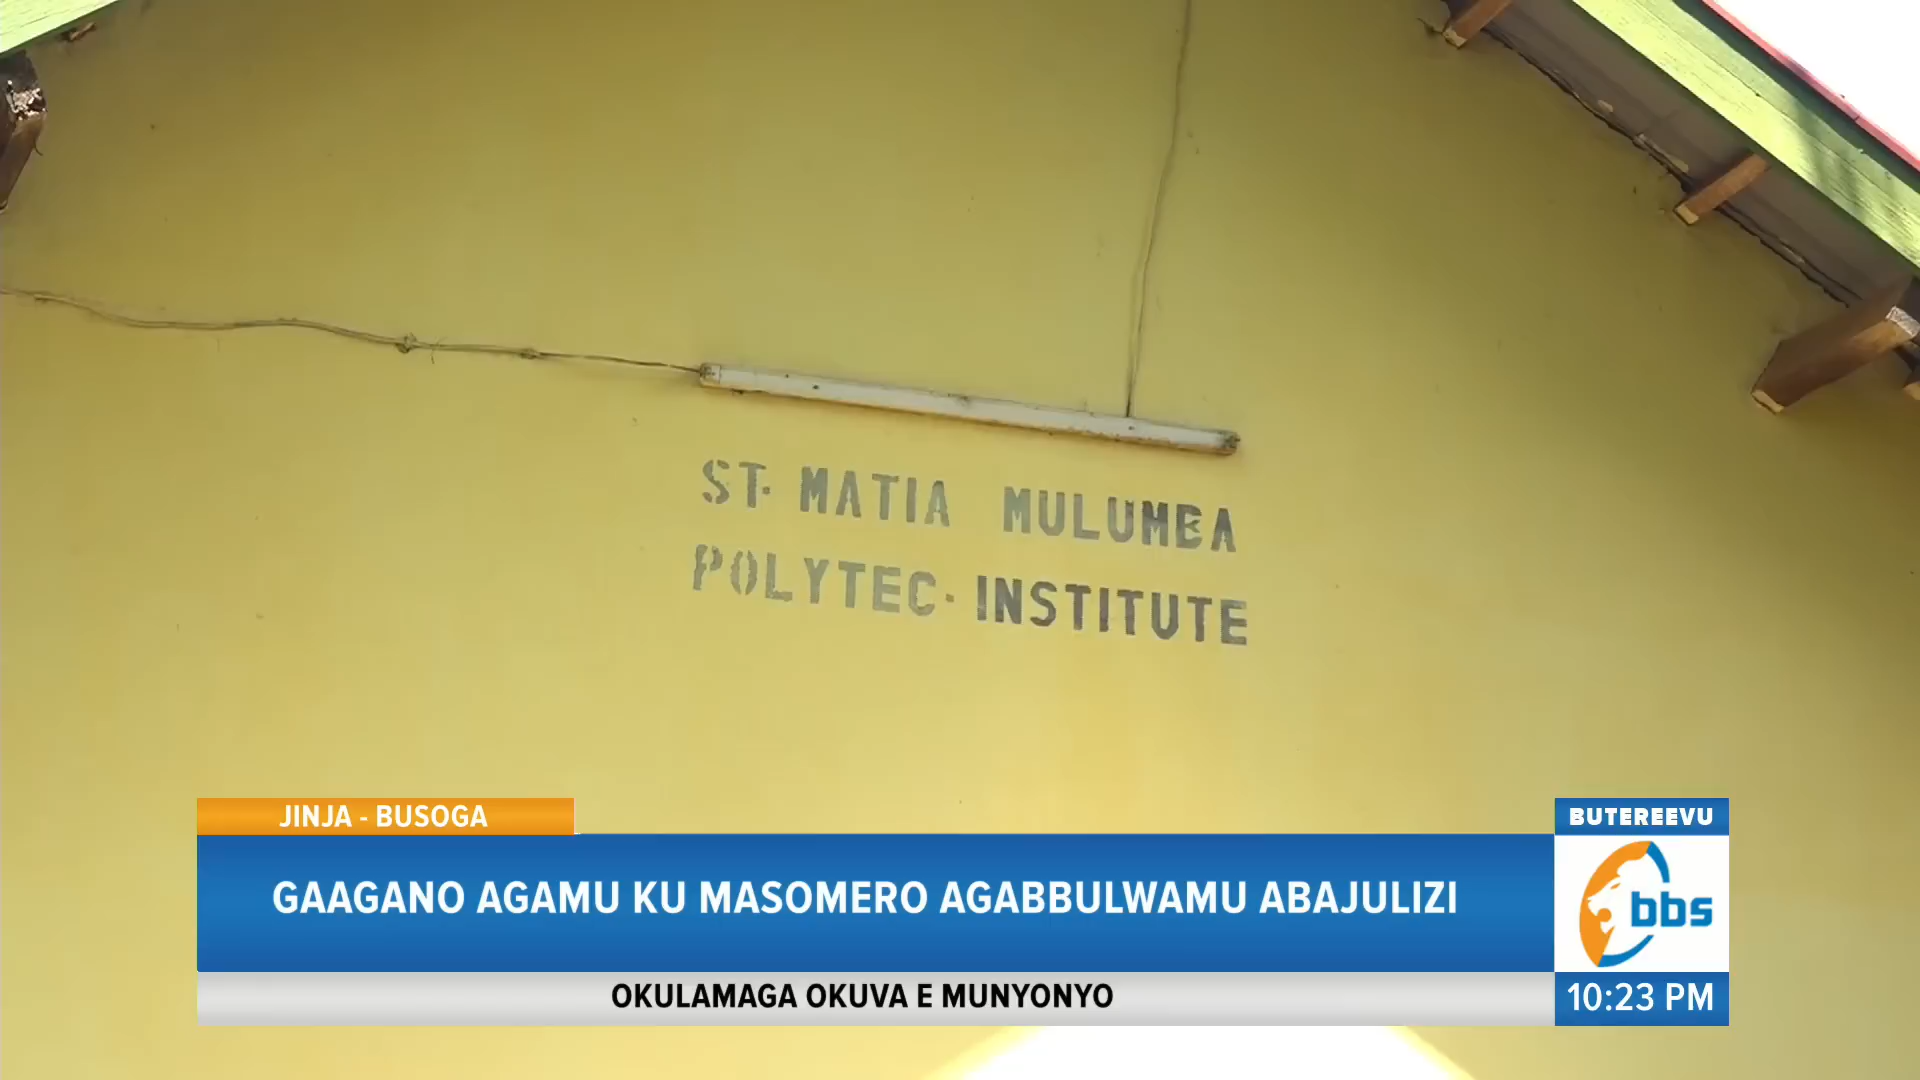 ST. MATIA MULUMBA
POLYTEC. INSTITUTE
JINJA - BUSOGA
BUTEREEVU
GAAGANO AGAMU KU MASOMERO AGABBULWAMU ABAJULIZI
bbs
OKULAMAGA OKUVA E MUNYONYO
10:23 PM